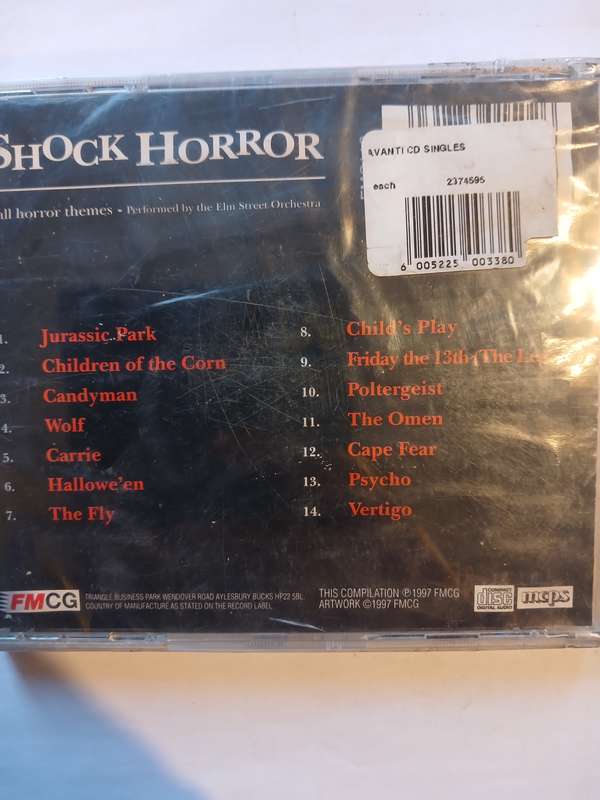 SHOCK HORROR
all horror themes • Performed by the Elm Street Orchestra
AVANTI CD SINGLES
each 2374595
6 005225 003380
1. Jurassic Park
2. Children of the Corn
3. Candyman
4. Wolf
5. Carrie
6. Hallowe'en
7. The Fly
8. Child's Play
9. Friday the 13th (The
10. Poltergeist
11. The Omen
12. Cape Fear
13. Psycho
14. Vertigo
FMCG
TRIANGLE BUSINESS PARK WENDOVER ROAD AYLESBURY BUCKS HP22 5BL
COUNTRY OF MANUFACTURE AS STATED ON THE RECORD LABEL
THIS COMPILATION ℗1997 FMCG
ARTWORK ©1997 FMCG
COMPACT
disc
DIGITAL AUDIO
mcps